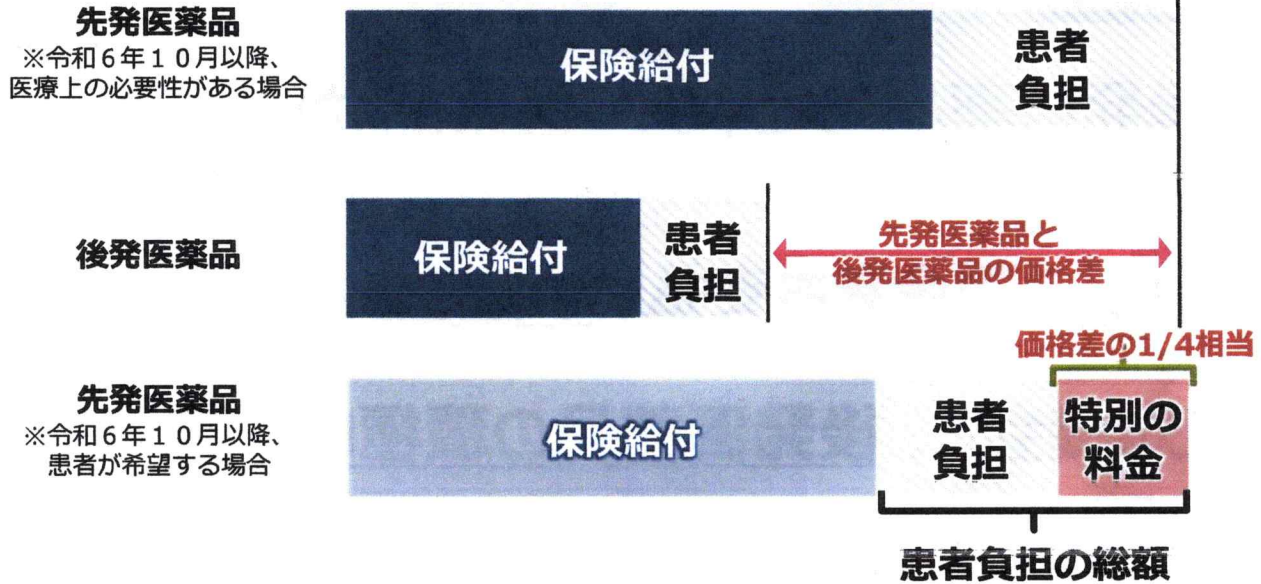 先発医薬品
※令和6年10月以降、
医療上の必要性がある場合
保険給付
患者
負担
後発医薬品
保険給付
患者
負担
先発医薬品と
後発医薬品の価格差
価格差の1/4相当
先発医薬品
※令和6年10月以降、
患者が希望する場合
保険給付
患者
負担
特別の
料金
患者負担の総額